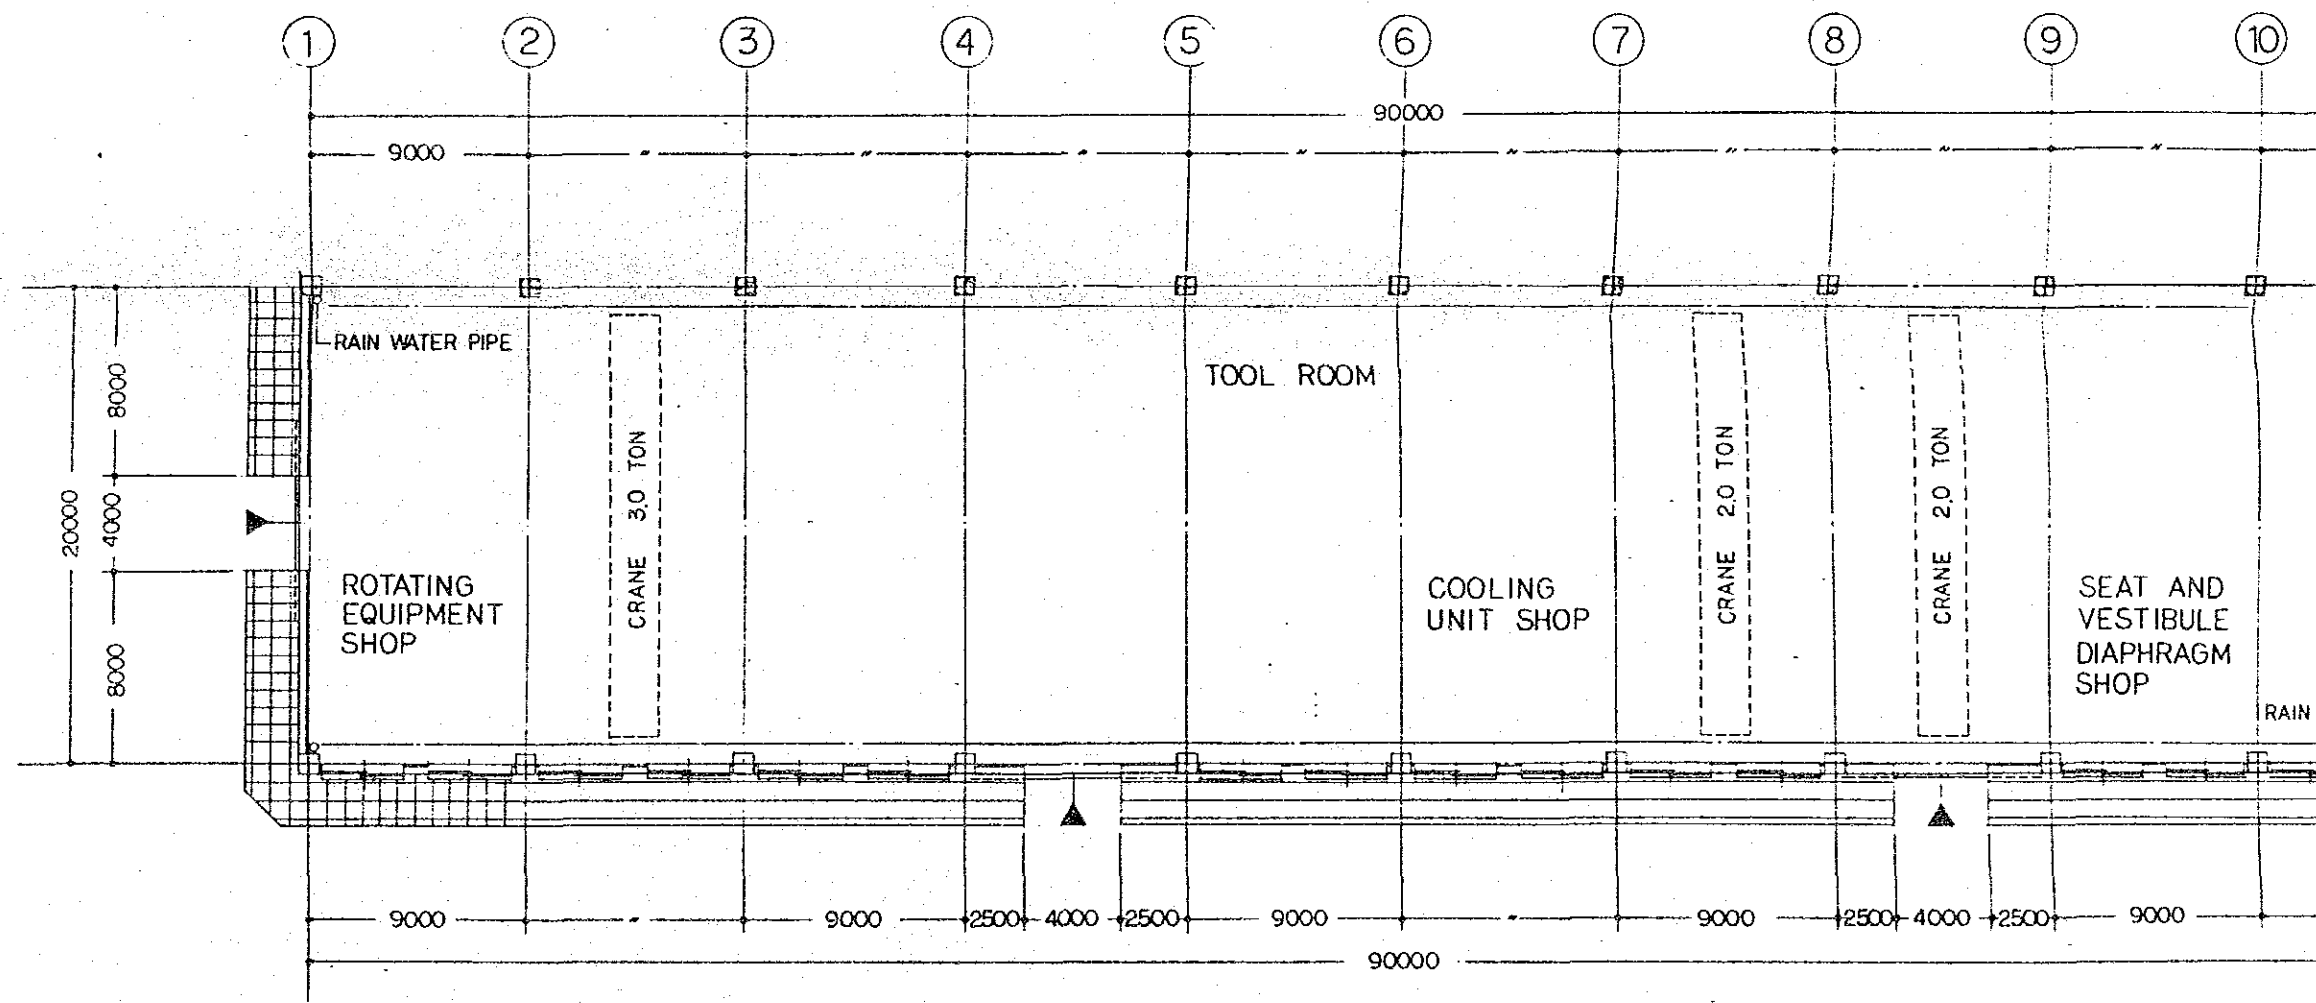 1 2 3 4 5 6 7 8 9 10
90000
9000 〃 〃 〃 〃 〃 〃 〃 〃
RAIN WATER PIPE
TOOL ROOM
8000
4000
20000
8000
CRANE 3.0 TON
CRANE 2.0 TON
CRANE 2.0 TON
ROTATING
EQUIPMENT
SHOP
COOLING
UNIT SHOP
SEAT AND
VESTIBULE
DIAPHRAGM
SHOP
RAIN
9000 〃 9000 2500 4000 2500 9000 〃 9000 2500 4000 2500 9000
90000